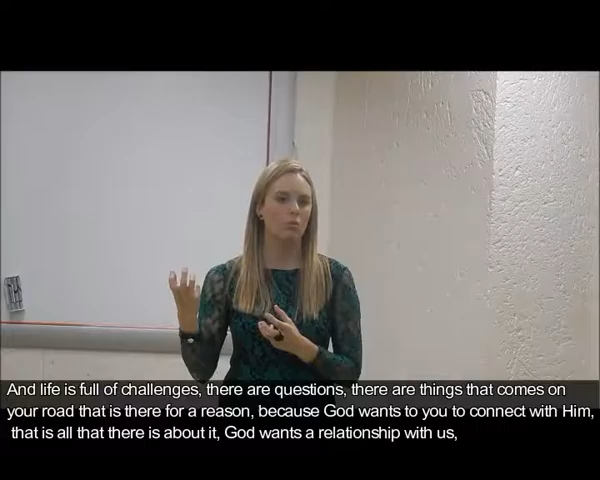 And life is full of challenges, there are questions, there are things that comes on
your road that is there for a reason, because God wants to you to connect with Him,
that is all that there is about it, God wants a relationship with us,